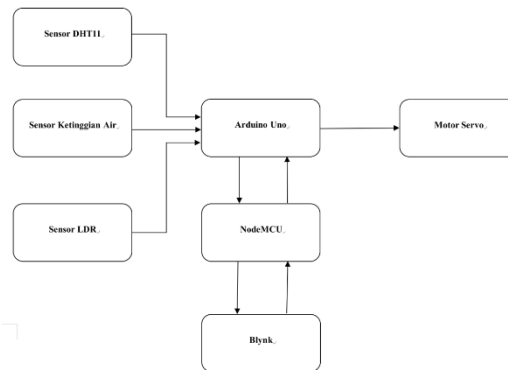 Sensor DHT11
Sensor Ketinggian Air
Arduino Uno
Motor Servo
Sensor LDR
NodeMCU
Blynk